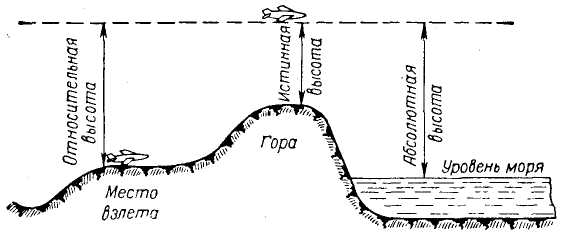 Относительная
высота
Истинная
высота
Абсолютная
высота
Гора
Уровень моря
Место
взлета